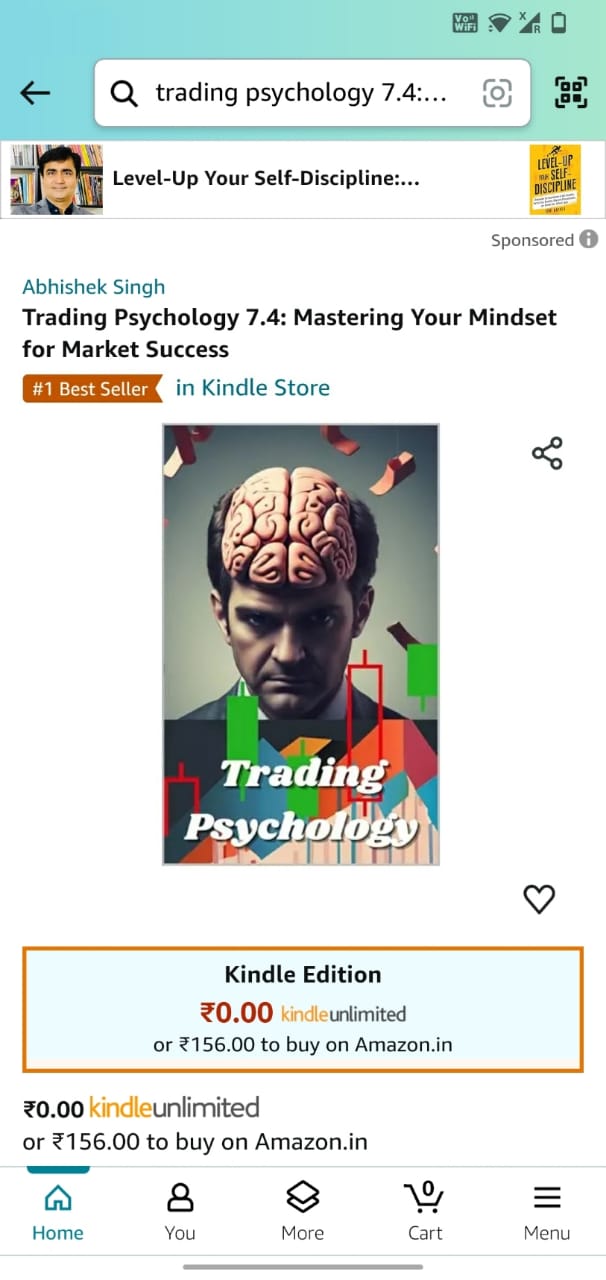 Vo
WiFi
X
R
trading psychology 7.4:...
Level-Up Your Self-Discipline:...
LEVEL-UP
YOUR SELF-
DISCIPLINE
Sponsored
Abhishek Singh
Trading Psychology 7.4: Mastering Your Mindset
for Market Success
#1 Best Seller in Kindle Store
Trading
Psychology
Kindle Edition
₹0.00 kindleunlimited
or ₹156.00 to buy on Amazon.in
₹0.00 kindleunlimited
or ₹156.00 to buy on Amazon.in
0
Home You More Cart Menu